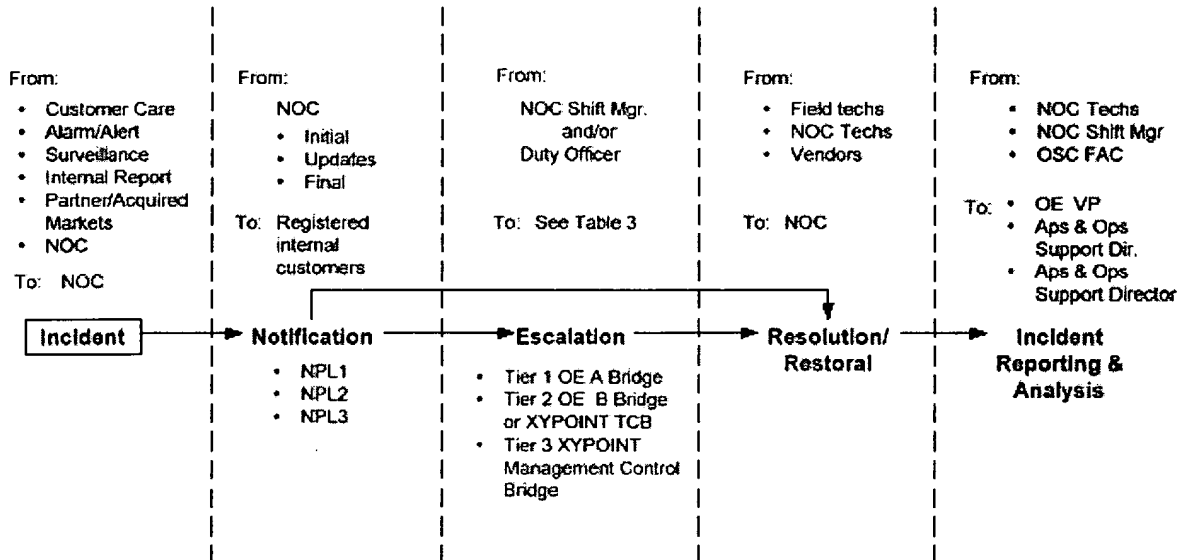 From:
• Customer Care
• Alarm/Alert
• Surveillance
• Internal Report
• Partner/Acquired
Markets
• NOC
To: NOC
Incident
From:
NOC
• Initial
• Updates
• Final
To: Registered
internal
customers
Notification
• NPL1
• NPL2
• NPL3
From:
NOC Shift Mgr.
and/or
Duty Officer
To: See Table 3
Escalation
• Tier 1 OE A Bridge
• Tier 2 OE B Bridge
or XYPOINT TCB
• Tier 3 XYPOINT
Management Control
Bridge
From:
• Field techs
• NOC Techs
• Vendors
To: NOC
Resolution/
Restoral
From:
• NOC Techs
• NOC Shift Mgr
• OSC FAC
To: • OE VP
• Aps & Ops
Support Dir.
• Aps & Ops
Support Director
Incident
Reporting &
Analysis